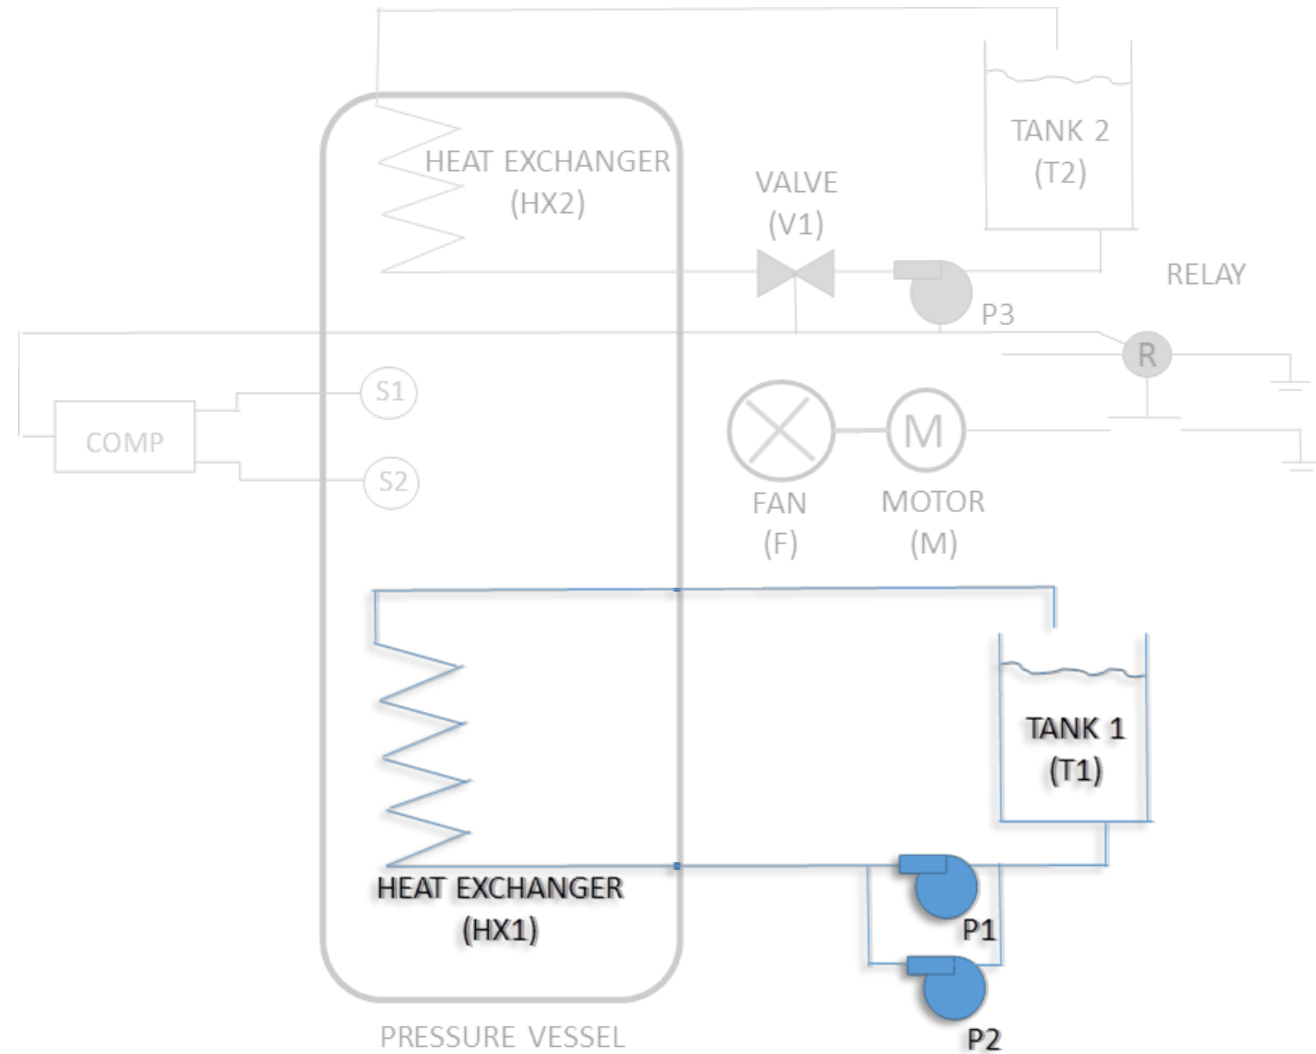 TANK 2
(T2)
HEAT EXCHANGER
(HX2)
VALVE
(V1)
RELAY
P3
R
S1
COMP
S2
M
FAN
(F)
MOTOR
(M)
TANK 1
(T1)
HEAT EXCHANGER
(HX1)
P1
P2
PRESSURE VESSEL